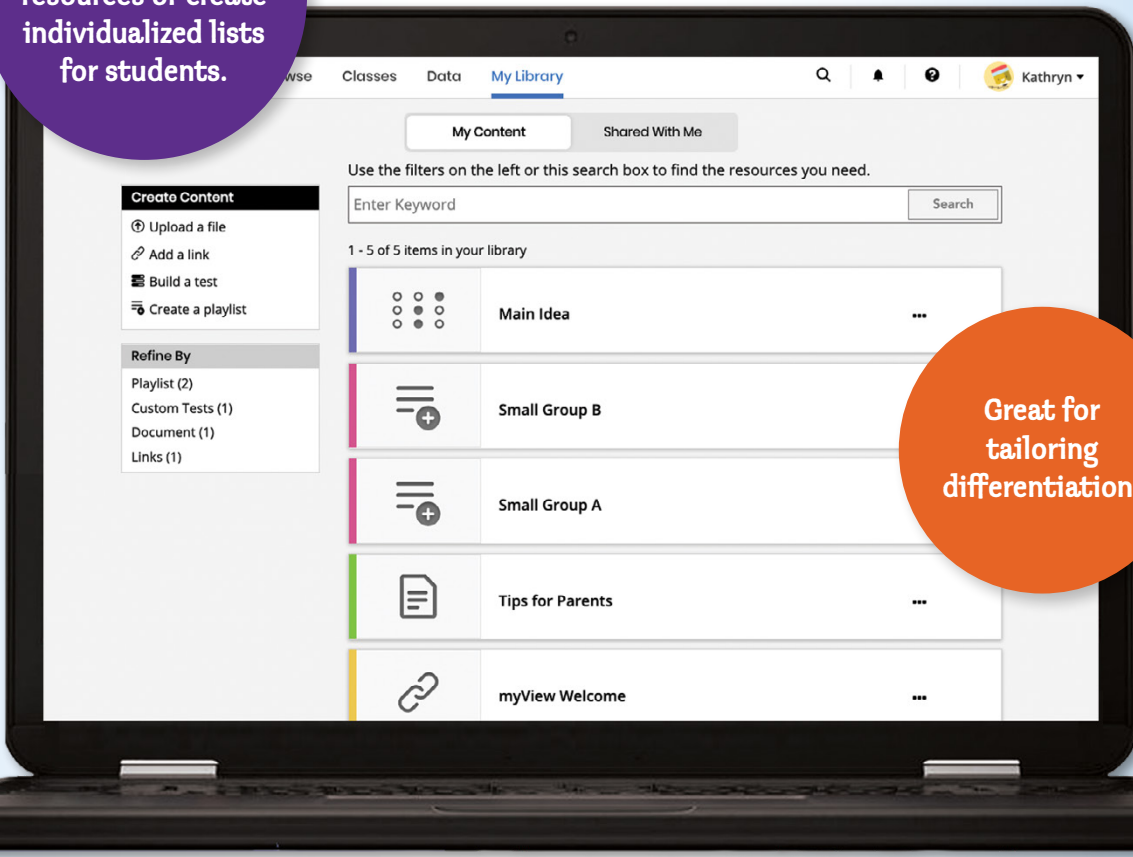 individualized lists
for students.
Classes Data My Library Kathryn
My Content Shared With Me
Use the filters on the left or this search box to find the resources you need.
Create Content
Upload a file
Add a link
Build a test
Create a playlist
Refine By
Playlist (2)
Custom Tests (1)
Document (1)
Links (1)
Enter Keyword Search
1 - 5 of 5 items in your library
Main Idea
Small Group B
Small Group A
Tips for Parents
myView Welcome
Great for
tailoring
differentiation